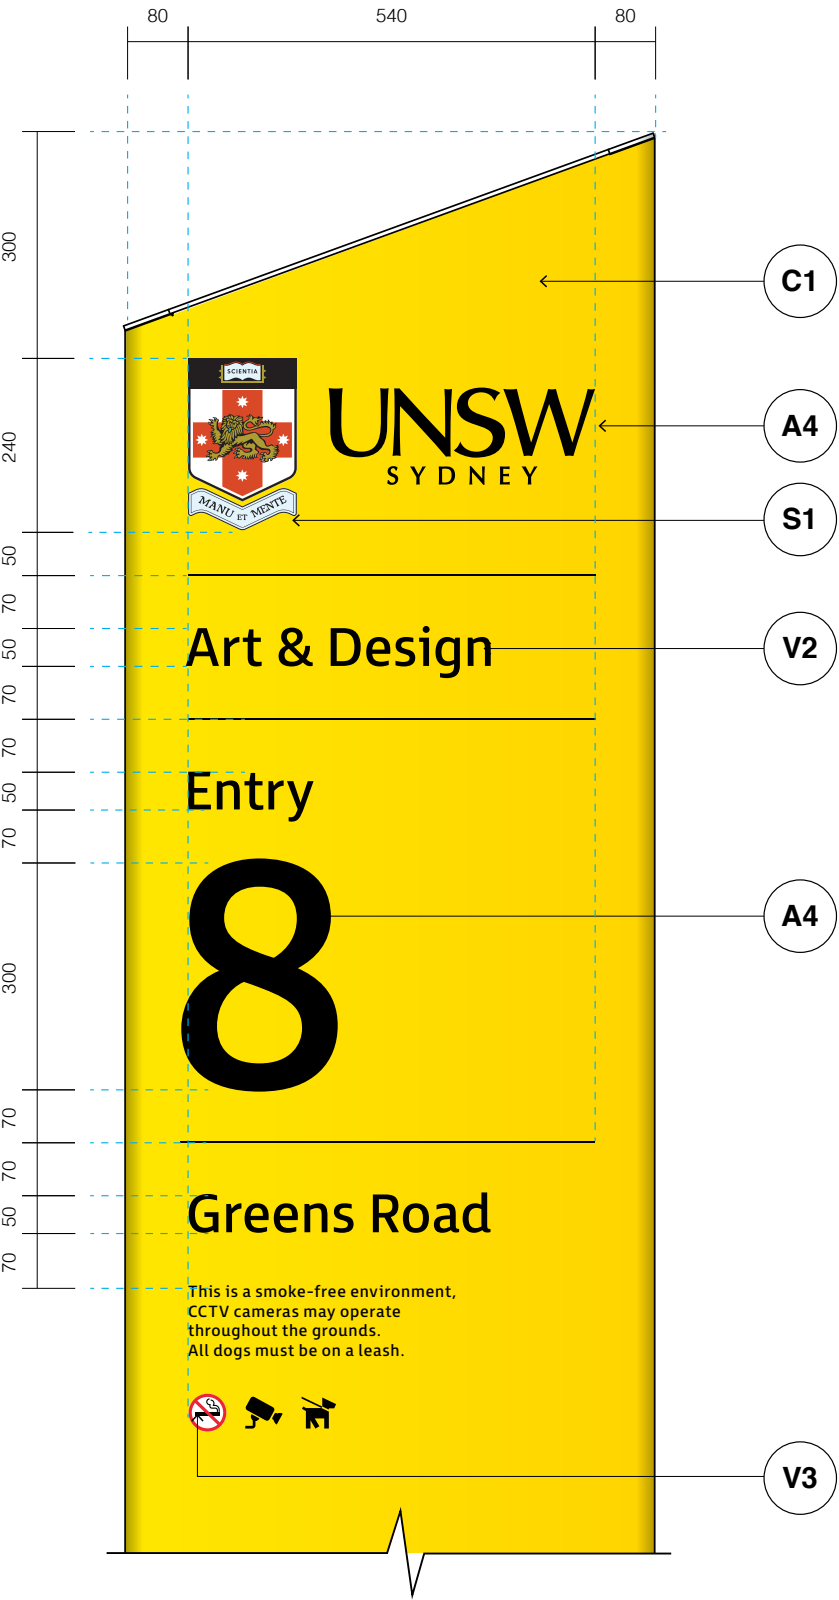 80 540 80
300
C1
SCIENTIA
UNSW
SYDNEY
A4
240
MANU ET MENTE
S1
50
70
Art & Design
V2
50
70
70
Entry
50
70
8
A4
300
70
70
Greens Road
50
70
This is a smoke-free environment,
CCTV cameras may operate
throughout the grounds.
All dogs must be on a leash.
V3